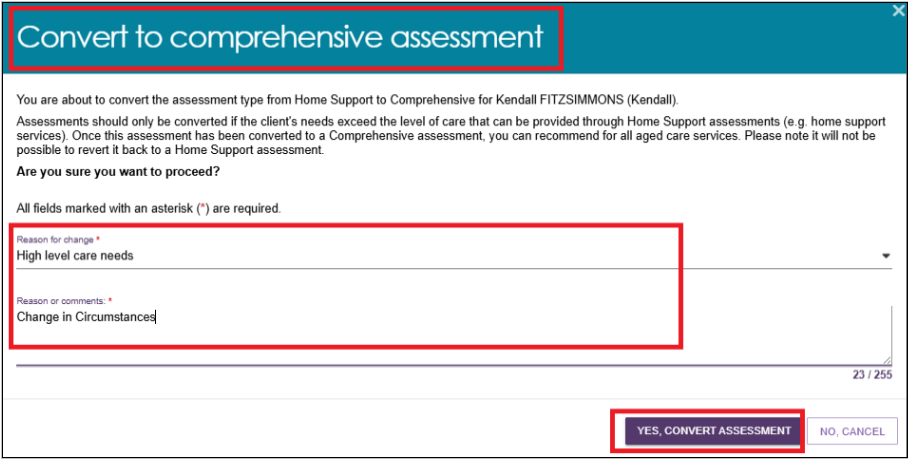 Convert to comprehensive assessment
You are about to convert the assessment type from Home Support to Comprehensive for Kendall FITZSIMMONS (Kendall).
Assessments should only be converted if the client's needs exceed the level of care that can be provided through Home Support assessments (e.g. home support
services). Once this assessment has been converted to a Comprehensive assessment, you can recommend for all aged care services. Please note it will not be
possible to revert it back to a Home Support assessment.
Are you sure you want to proceed?
All fields marked with an asterisk (*) are required.
Reason for change *
High level care needs
Reason or comments: *
Change in Circumstances
23 / 255
YES, CONVERT ASSESSMENT
NO, CANCEL